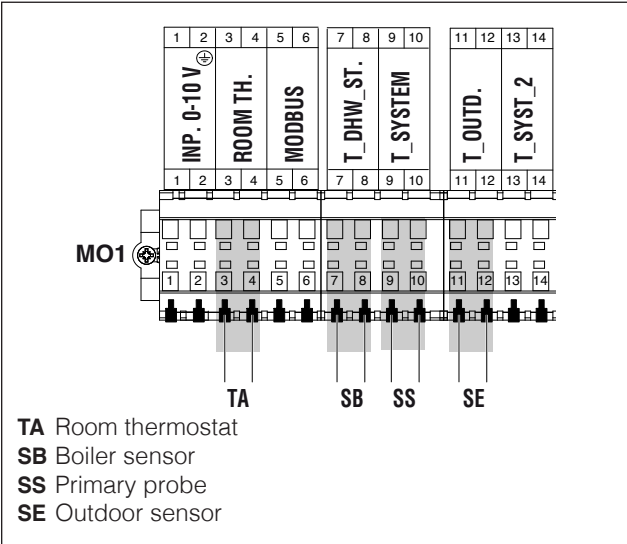 1 2 3 4 5 6 7 8 9 10 11 12 13 14
INP. 0-10 V
ROOM TH.
MODBUS
T_DHW_ST.
T_SYSTEM
T_OUTD.
T_SYST_2
1 2 3 4 5 6 7 8 9 10 11 12 13 14
MO1
1 2 3 4 5 6 7 8 9 10 11 12 13 14
TA SB SS SE
TA Room thermostat
SB Boiler sensor
SS Primary probe
SE Outdoor sensor